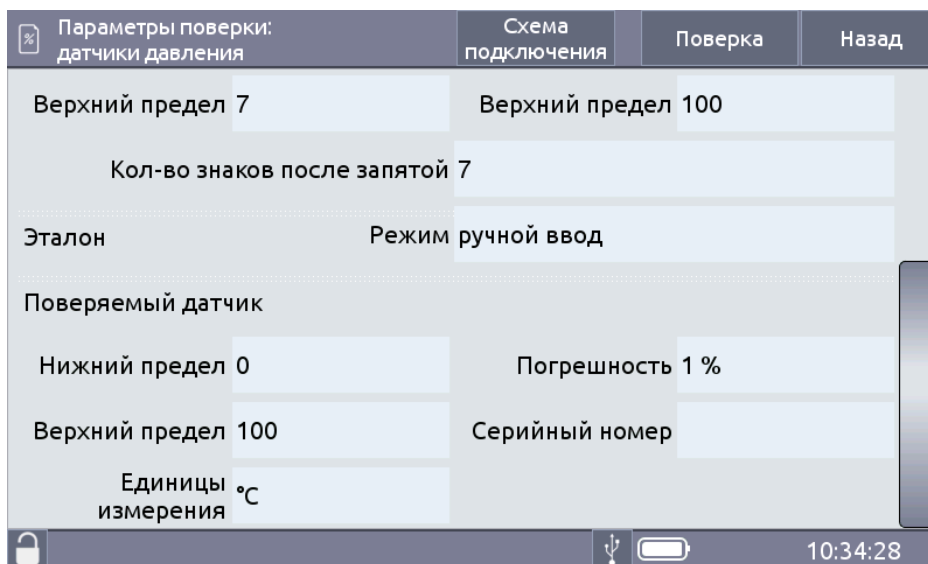 Параметры поверки:
датчики давления
Схема
подключения
Поверка
Назад
Верхний предел 7
Верхний предел 100
Кол-во знаков после запятой 7
Эталон
Режим ручной ввод
Поверяемый датчик
Нижний предел 0
Погрешность 1 %
Верхний предел 100
Серийный номер
Единицы
измерения
°C
10:34:28